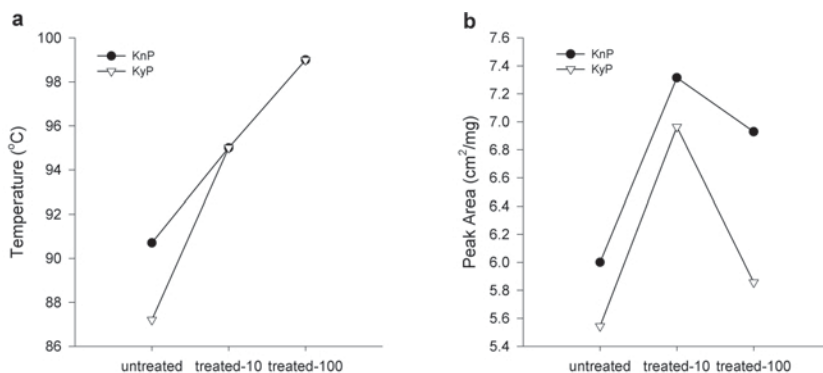 a
100
98
96
94
92
90
88
86
Temperature (°C)
KnP
KyP
untreated treated-10 treated-100
b
7.6
7.4
7.2
7.0
6.8
6.6
6.4
6.2
6.0
5.8
5.6
5.4
Peak Area (cm²/mg)
KnP
KyP
untreated treated-10 treated-100